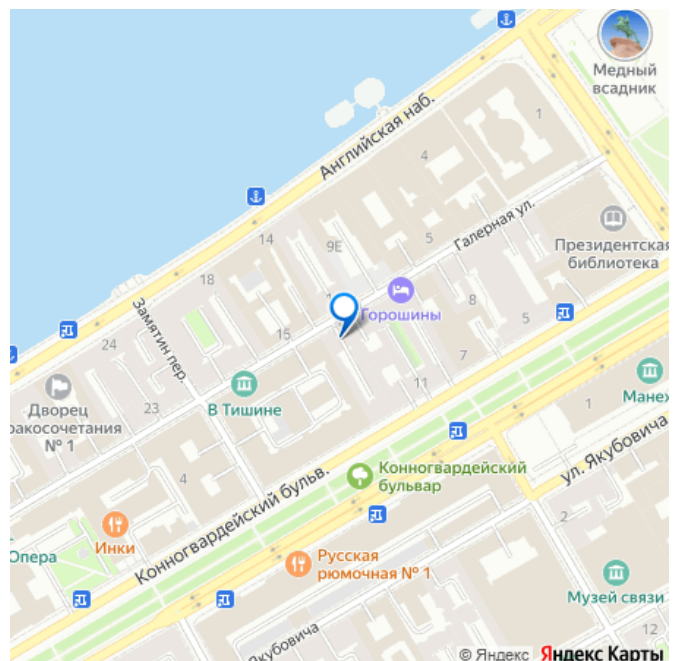 Медный
всадник
Английская наб.
1
4
Галерная ул.
Президентская
библиотека
14
9Е
5
18
Горошины
8
5
Замятин пер.
15
24
7
Манеж
В Тишине
11
1
Дворец
ракосочетания
№ 1
23
ул. Якубовича
Конногвардейский
бульвар
4
Конногвардейский бульв.
2
Инки
Опера
Русская
рюмочная № 1
Музей связи
12
Якубовича
© Яндекс Яндекс Карты